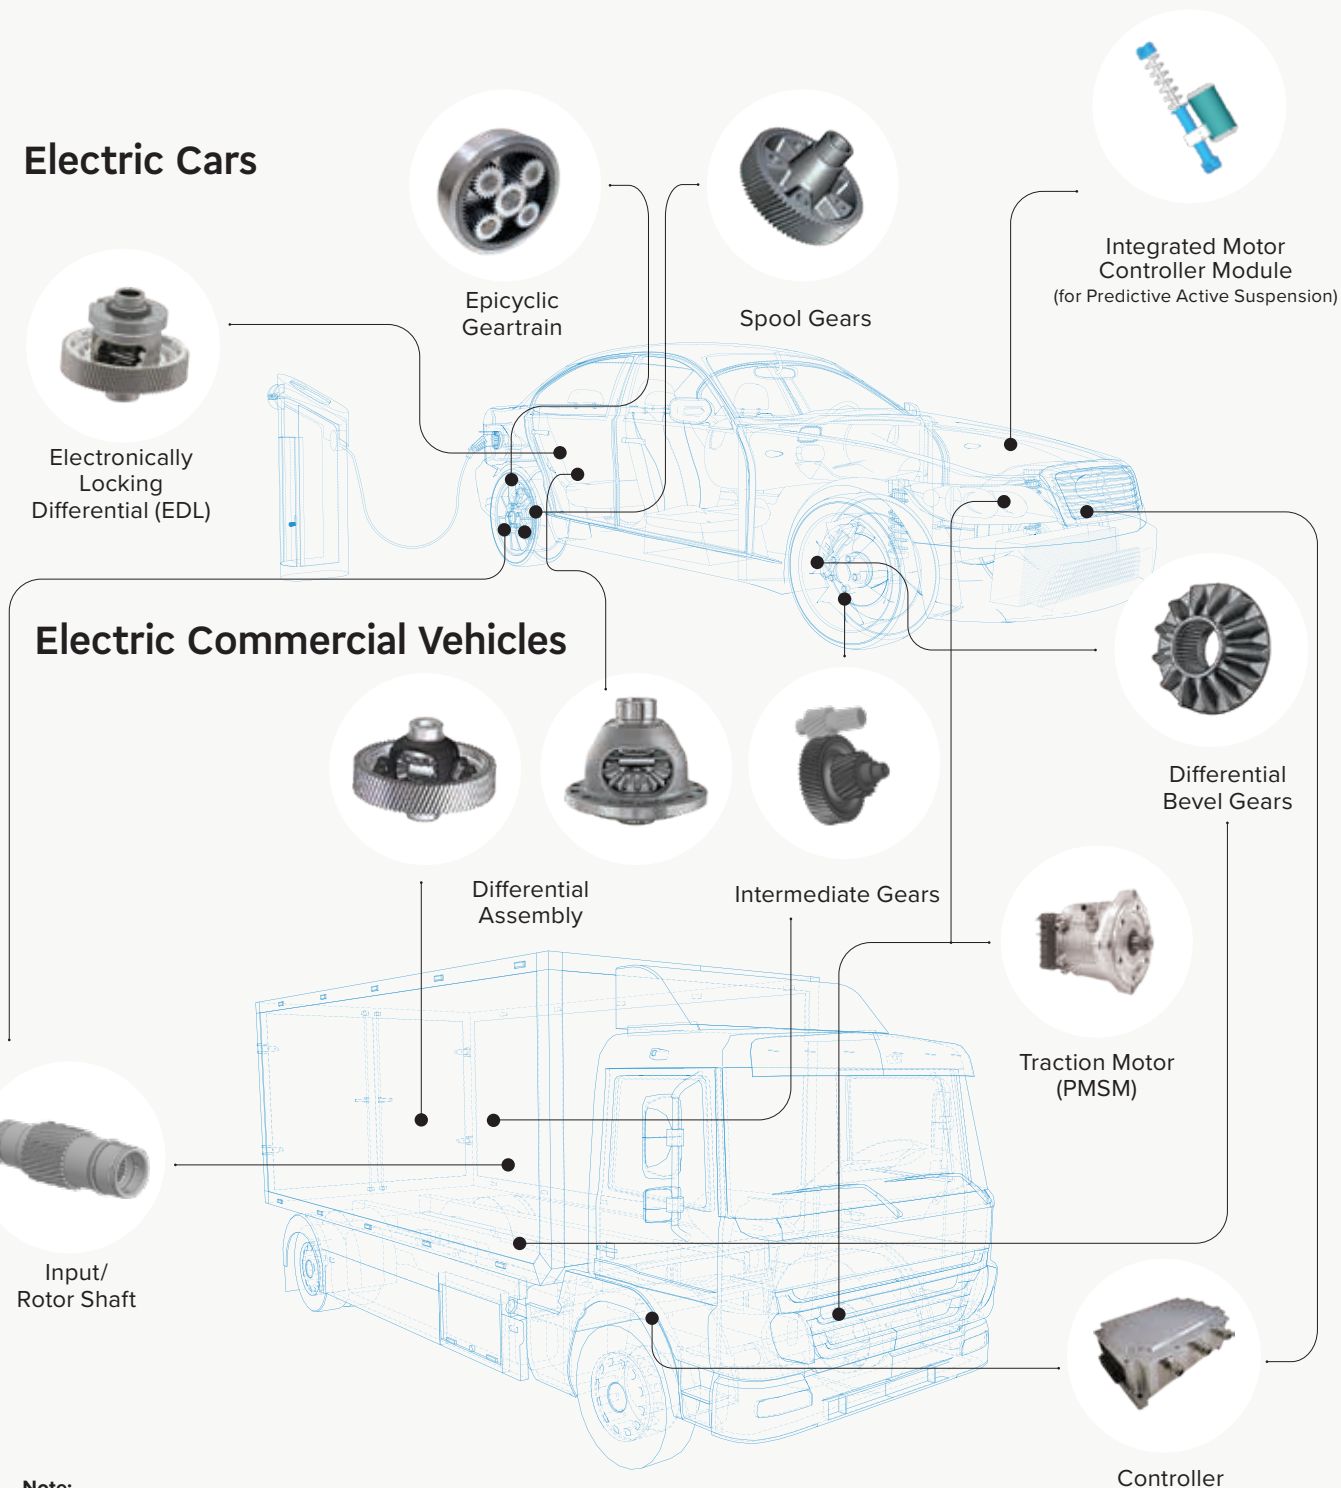 Electric Cars
Integrated Motor
Controller Module
(for Predictive Active Suspension)
Epicyclic
Geartrain
Spool Gears
Electronically
Locking
Differential (EDL)
Electric Commercial Vehicles
Differential
Bevel Gears
Differential
Assembly
Intermediate Gears
Traction Motor
(PMSM)
Input/
Rotor Shaft
Controller
Note: